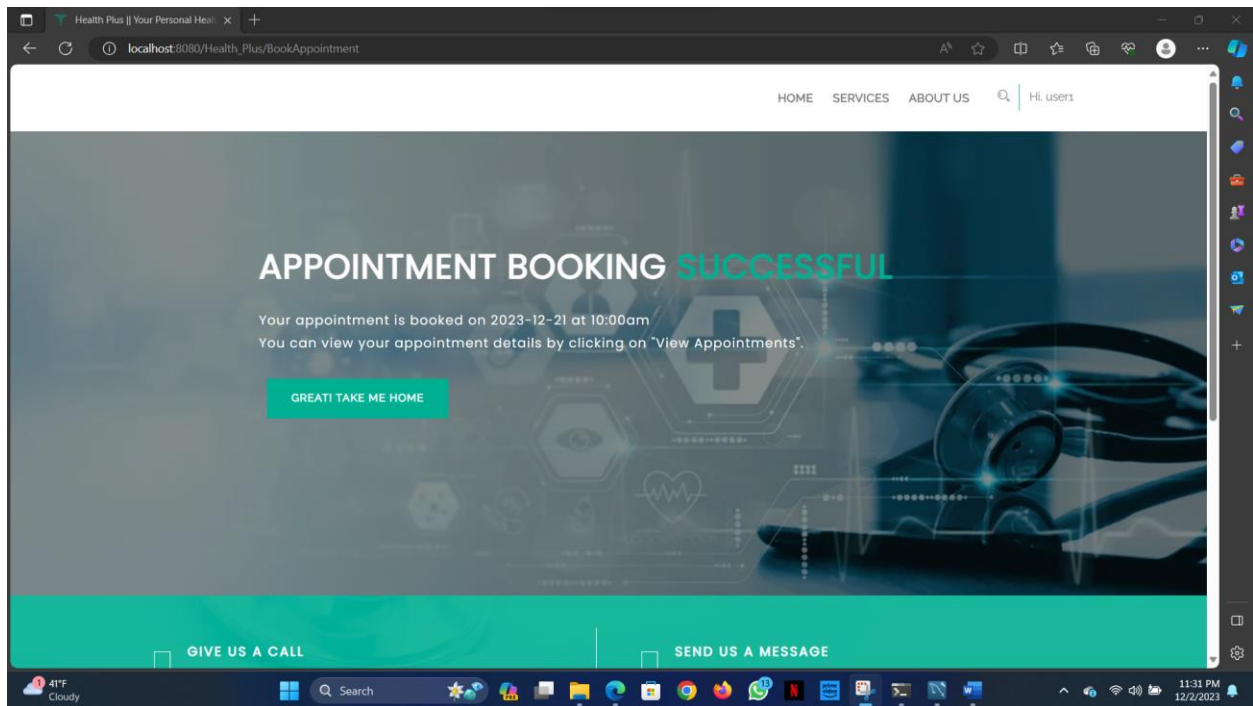 Health Plus || Your Personal Heal
localhost:8080/Health_Plus/BookAppointment
HOME SERVICES ABOUT US Hi. user1
APPOINTMENT BOOKING SUCCESSFUL
Your appointment is booked on 2023-12-21 at 10:00am
You can view your appointment details by clicking on "View Appointments".
GREAT! TAKE ME HOME
GIVE US A CALL SEND US A MESSAGE
1 41°F
Cloudy
Search
13
11:31 PM
12/2/2023